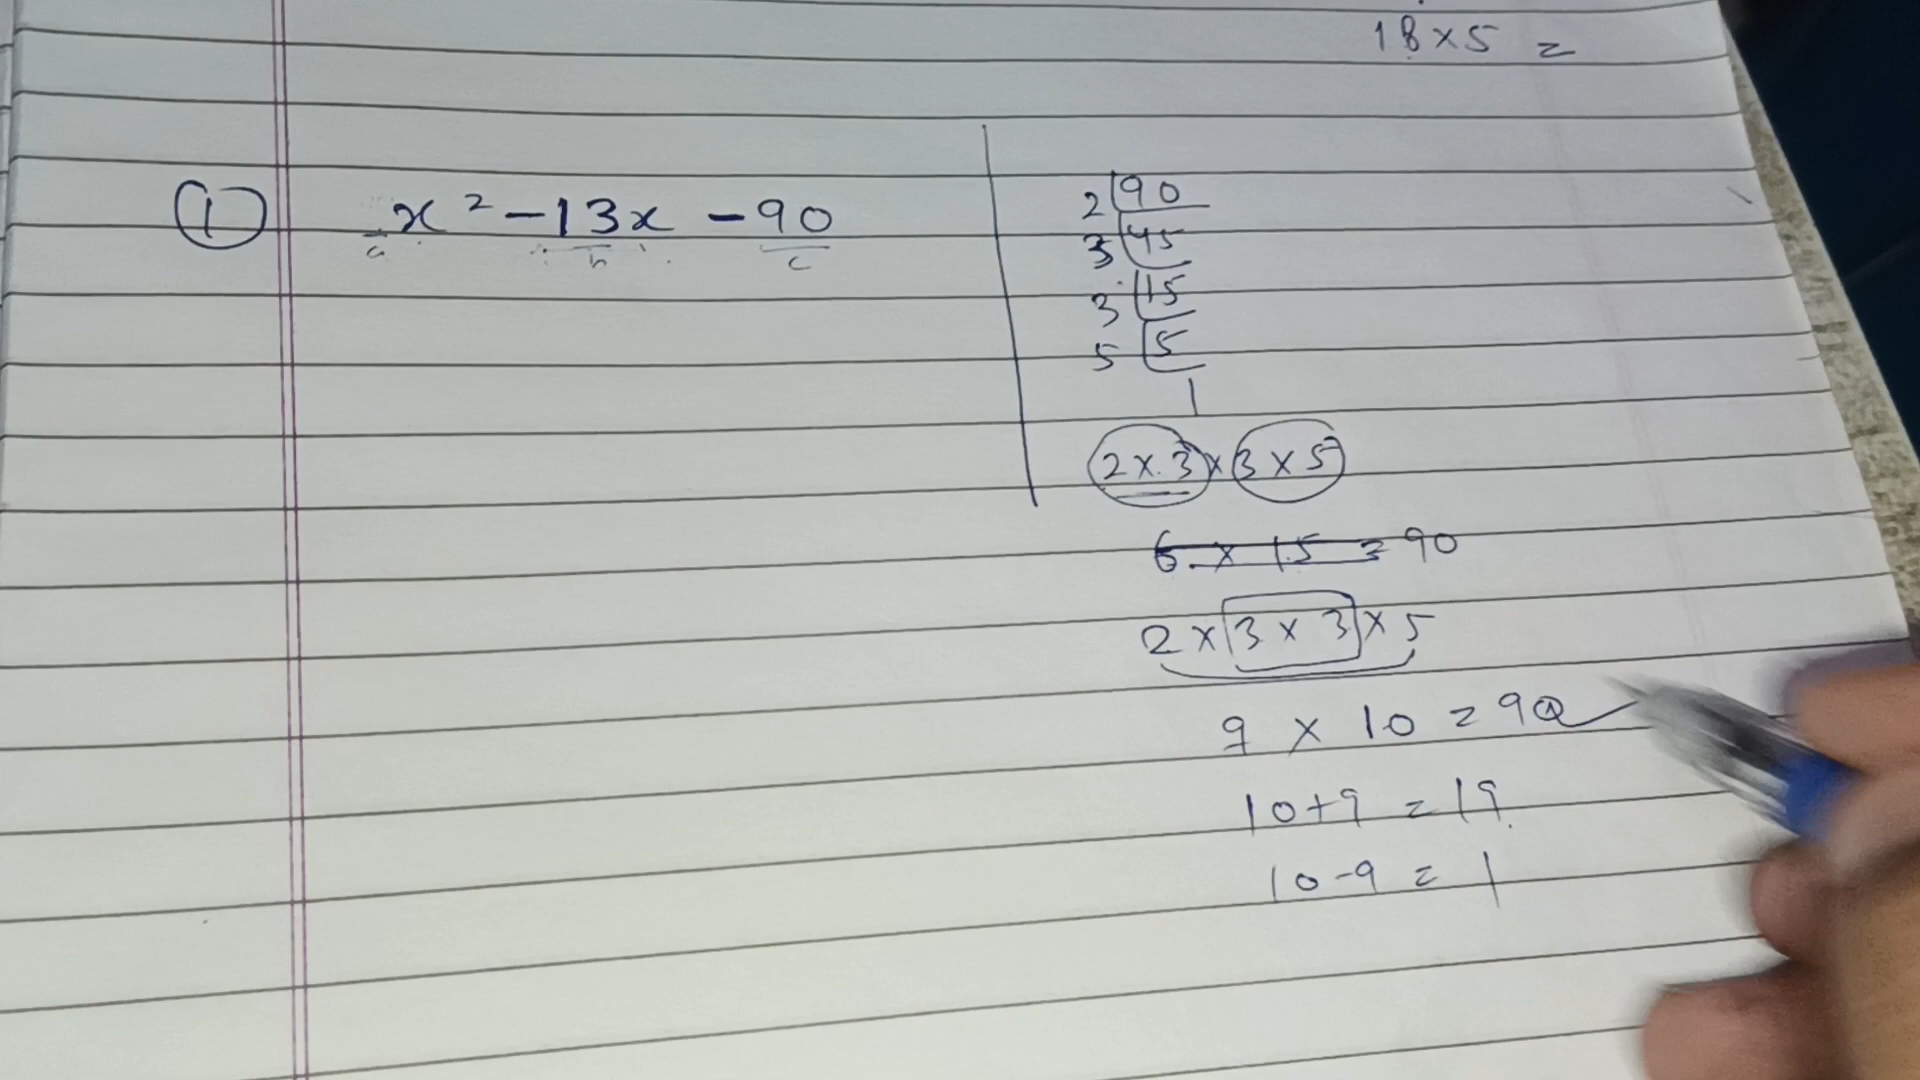 18×5 =
① x² -13x -90
a b c
2 90
3 45
3 15
5 5
1
2×3×3×5
6 × 15 = 90
2×3×3×5
9 × 10 = 90
10+9 = 19
10-9 = 1